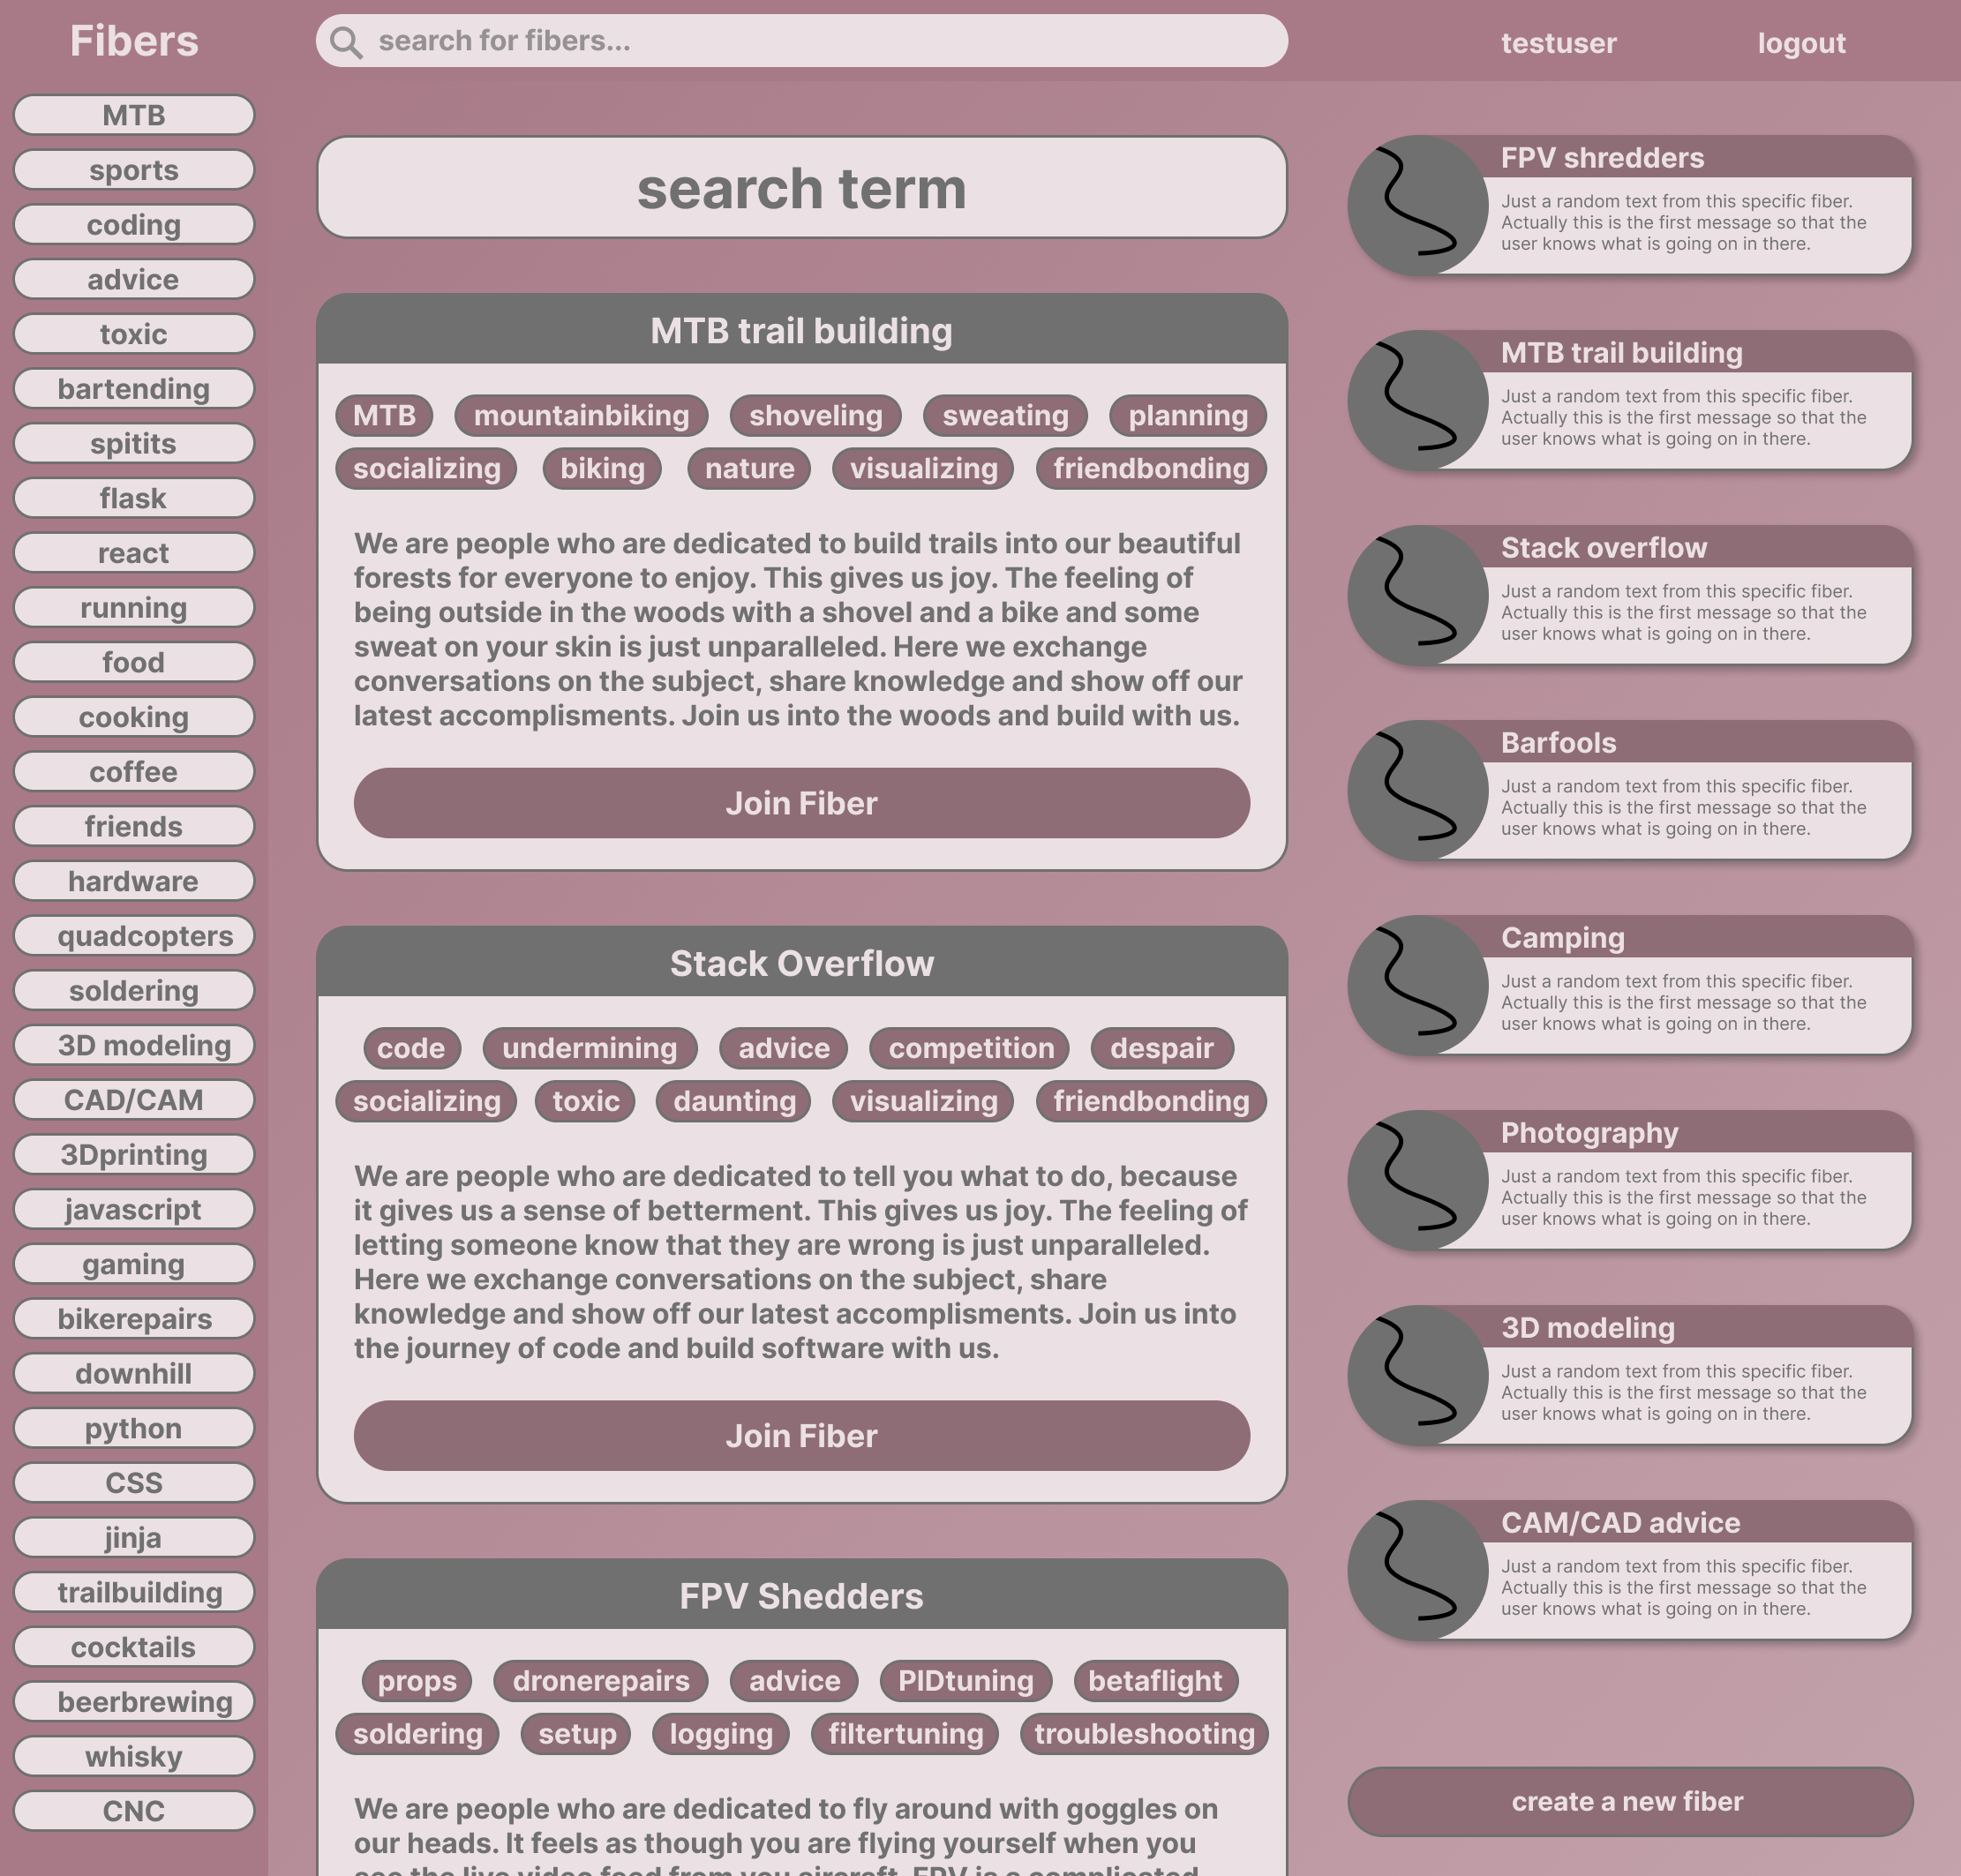 Fibers
search for fibers...
testuser
logout
MTB
sports
coding
advice
toxic
bartending
spitits
flask
react
running
food
cooking
coffee
friends
hardware
quadcopters
soldering
3D modeling
CAD/CAM
3Dprinting
javascript
gaming
bikerepairs
downhill
python
CSS
jinja
trailbuilding
cocktails
beerbrewing
whisky
CNC
search term
MTB trail building
MTB mountainbiking shoveling sweating planning
socializing biking nature visualizing friendbonding
We are people who are dedicated to build trails into our beautiful
forests for everyone to enjoy. This gives us joy. The feeling of
being outside in the woods with a shovel and a bike and some
sweat on your skin is just unparalleled. Here we exchange
conversations on the subject, share knowledge and show off our
latest accomplisments. Join us into the woods and build with us.
Join Fiber
Stack Overflow
code undermining advice competition despair
socializing toxic daunting visualizing friendbonding
We are people who are dedicated to tell you what to do, because
it gives us a sense of betterment. This gives us joy. The feeling of
letting someone know that they are wrong is just unparalleled.
Here we exchange conversations on the subject, share
knowledge and show off our latest accomplisments. Join us into
the journey of code and build software with us.
Join Fiber
FPV Shedders
props dronerepairs advice PIDtuning betaflight
soldering setup logging filtertuning troubleshooting
We are people who are dedicated to fly around with goggles on
our heads. It feels as though you are flying yourself when you
see the live video feed from you aircraft. FPV is a complicated
FPV shredders
Just a random text from this specific fiber.
Actually this is the first message so that the
user knows what is going on in there.
MTB trail building
Just a random text from this specific fiber.
Actually this is the first message so that the
user knows what is going on in there.
Stack overflow
Just a random text from this specific fiber.
Actually this is the first message so that the
user knows what is going on in there.
Barfools
Just a random text from this specific fiber.
Actually this is the first message so that the
user knows what is going on in there.
Camping
Just a random text from this specific fiber.
Actually this is the first message so that the
user knows what is going on in there.
Photography
Just a random text from this specific fiber.
Actually this is the first message so that the
user knows what is going on in there.
3D modeling
Just a random text from this specific fiber.
Actually this is the first message so that the
user knows what is going on in there.
CAM/CAD advice
Just a random text from this specific fiber.
Actually this is the first message so that the
user knows what is going on in there.
create a new fiber